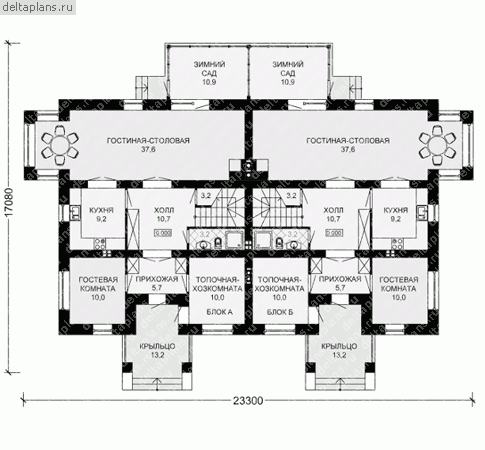 deltaplans.ru
ЗИМНИЙ
САД
10,9
ЗИМНИЙ
САД
10,9
ГОСТИНАЯ-СТОЛОВАЯ
37,6
ГОСТИНАЯ-СТОЛОВАЯ
37,6
КУХНЯ
9,2
ХОЛЛ
10,7
0.000
3,2
3,2
3,2
3,2
ХОЛЛ
10,7
0.000
КУХНЯ
9,2
ГОСТЕВАЯ
КОМНАТА
10,0
ПРИХОЖАЯ
5,7
ТОПОЧНАЯ-
ХОЗКОМНАТА
10,0
БЛОК А
ТОПОЧНАЯ-
ХОЗКОМНАТА
10,0
БЛОК Б
ПРИХОЖАЯ
5,7
ГОСТЕВАЯ
КОМНАТА
10,0
КРЫЛЬЦО
13,2
КРЫЛЬЦО
13,2
17080
23300